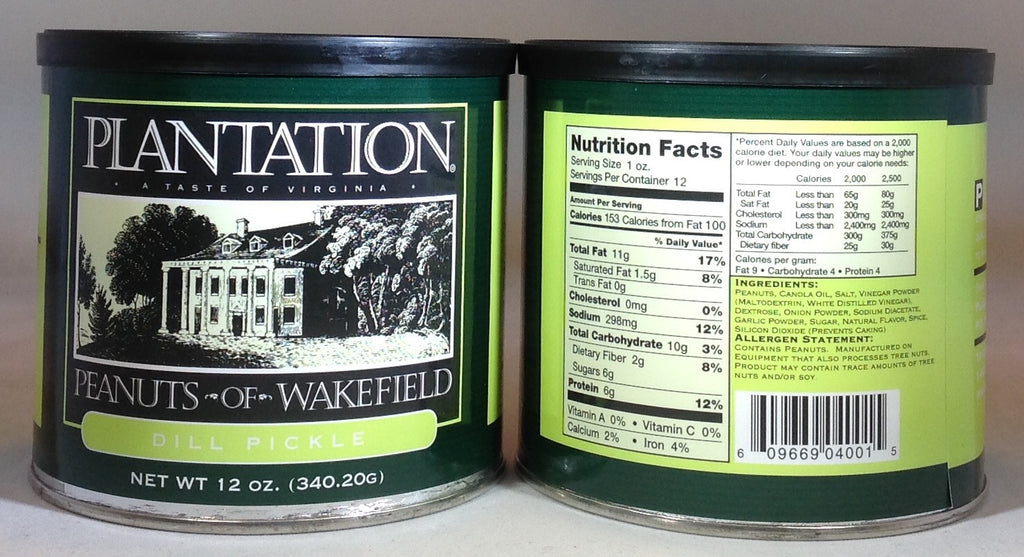 PLANTATION®
• A TASTE OF VIRGINIA •
PEANUTS OF WAKEFIELD
DILL PICKLE
NET WT 12 OZ. (340.20G)
Nutrition Facts
Serving Size 1 oz.
Servings Per Container 12
Amount Per Serving
Calories 153 Calories from Fat 100
% Daily Value*
Total Fat 11g 17%
Saturated Fat 1.5g 8%
Trans Fat 0g
Cholesterol 0mg 0%
Sodium 298mg 12%
Total Carbohydrate 10g 3%
Dietary Fiber 2g 8%
Sugars 6g
Protein 6g 12%
Vitamin A 0% • Vitamin C 0%
Calcium 2% • Iron 4%
*Percent Daily Values are based on a 2,000
calorie diet. Your daily values may be higher
or lower depending on your calorie needs:
Calories 2,000 2,500
Total Fat Less than 65g 80g
Sat Fat Less than 20g 25g
Cholesterol Less than 300mg 300mg
Sodium Less than 2,400mg 2,400mg
Total Carbohydrate 300g 375g
Dietary fiber 25g 30g
Calories per gram:
Fat 9 • Carbohydrate 4 • Protein 4
INGREDIENTS:
PEANUTS, CANOLA OIL, SALT, VINEGAR POWDER
(MALTODEXTRIN, WHITE DISTILLED VINEGAR),
DEXTROSE, ONION POWDER, SODIUM DIACETATE,
GARLIC POWDER, SUGAR, NATURAL FLAVOR, SPICE,
SILICON DIOXIDE (PREVENTS CAKING)
ALLERGEN STATEMENT:
CONTAINS PEANUTS. MANUFACTURED ON
EQUIPMENT THAT ALSO PROCESSES TREE NUTS.
PRODUCT MAY CONTAIN TRACE AMOUNTS OF TREE
NUTS AND/OR SOY.
6 09669 04001 5
P